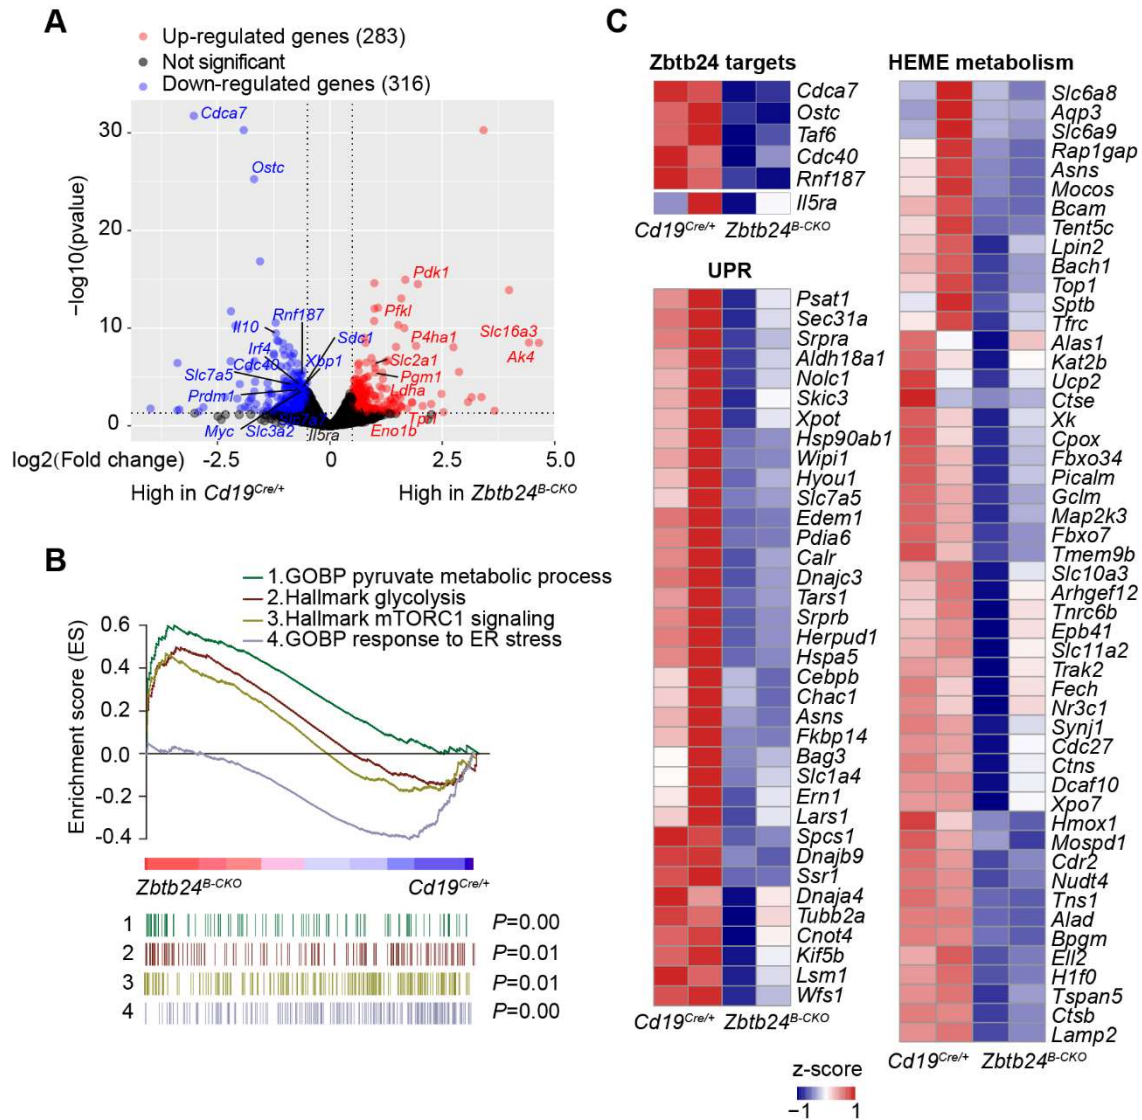 A
Up-regulated genes (283)
Not significant
Down-regulated genes (316)
Cdca7
Ostc
Pdk1
Pfkl
Rnf187
Il10
Sdc1
P4ha1
Slc16a3
Irf4
Xbp1
Slc2a1
Ak4
Cdc40
Slc7a5
Pgm1
Prdm1
Ldha
Myc
Slc3a2
Il5ra
Eno1b
Tpi1
−log10(pvalue)
30
20
10
0
log2(Fold change)
-2.5
0
2.5
5.0
High in Cd19Cre/+
High in Zbtb24B-CKO
B
1.GOBP pyruvate metabolic process
2.Hallmark glycolysis
3.Hallmark mTORC1 signaling
4.GOBP response to ER stress
Enrichment score (ES)
0.6
0.4
0.2
0.0
-0.2
-0.4
Zbtb24B-CKO
Cd19Cre/+
1 P=0.00
2 P=0.01
3 P=0.01
4 P=0.00
C
Zbtb24 targets
Cdca7
Ostc
Taf6
Cdc40
Rnf187
Il5ra
Cd19Cre/+ Zbtb24B-CKO
UPR
Psat1
Sec31a
Srpra
Aldh18a1
Nolc1
Skic3
Xpot
Hsp90ab1
Wipi1
Hyou1
Slc7a5
Edem1
Pdia6
Calr
Dnajc3
Tars1
Srprb
Herpud1
Hspa5
Cebpb
Chac1
Asns
Fkbp14
Bag3
Slc1a4
Ern1
Lars1
Spcs1
Dnajb9
Ssr1
Dnaja4
Tubb2a
Cnot4
Kif5b
Lsm1
Wfs1
Cd19Cre/+ Zbtb24B-CKO
HEME metabolism
Slc6a8
Aqp3
Slc6a9
Rap1gap
Asns
Mocos
Bcam
Tent5c
Lpin2
Bach1
Top1
Sptb
Tfrc
Alas1
Kat2b
Ucp2
Ctse
Xk
Cpox
Fbxo34
Picalm
Gclm
Map2k3
Fbxo7
Tmem9b
Slc10a3
Arhgef12
Tnrc6b
Epb41
Slc11a2
Trak2
Fech
Nr3c1
Synj1
Cdc27
Ctns
Dcaf10
Xpo7
Hmox1
Mospd1
Cdr2
Nudt4
Tns1
Alad
Bpgm
Ell2
H1f0
Tspan5
Ctsb
Lamp2
Cd19Cre/+ Zbtb24B-CKO
z-score
−1 1